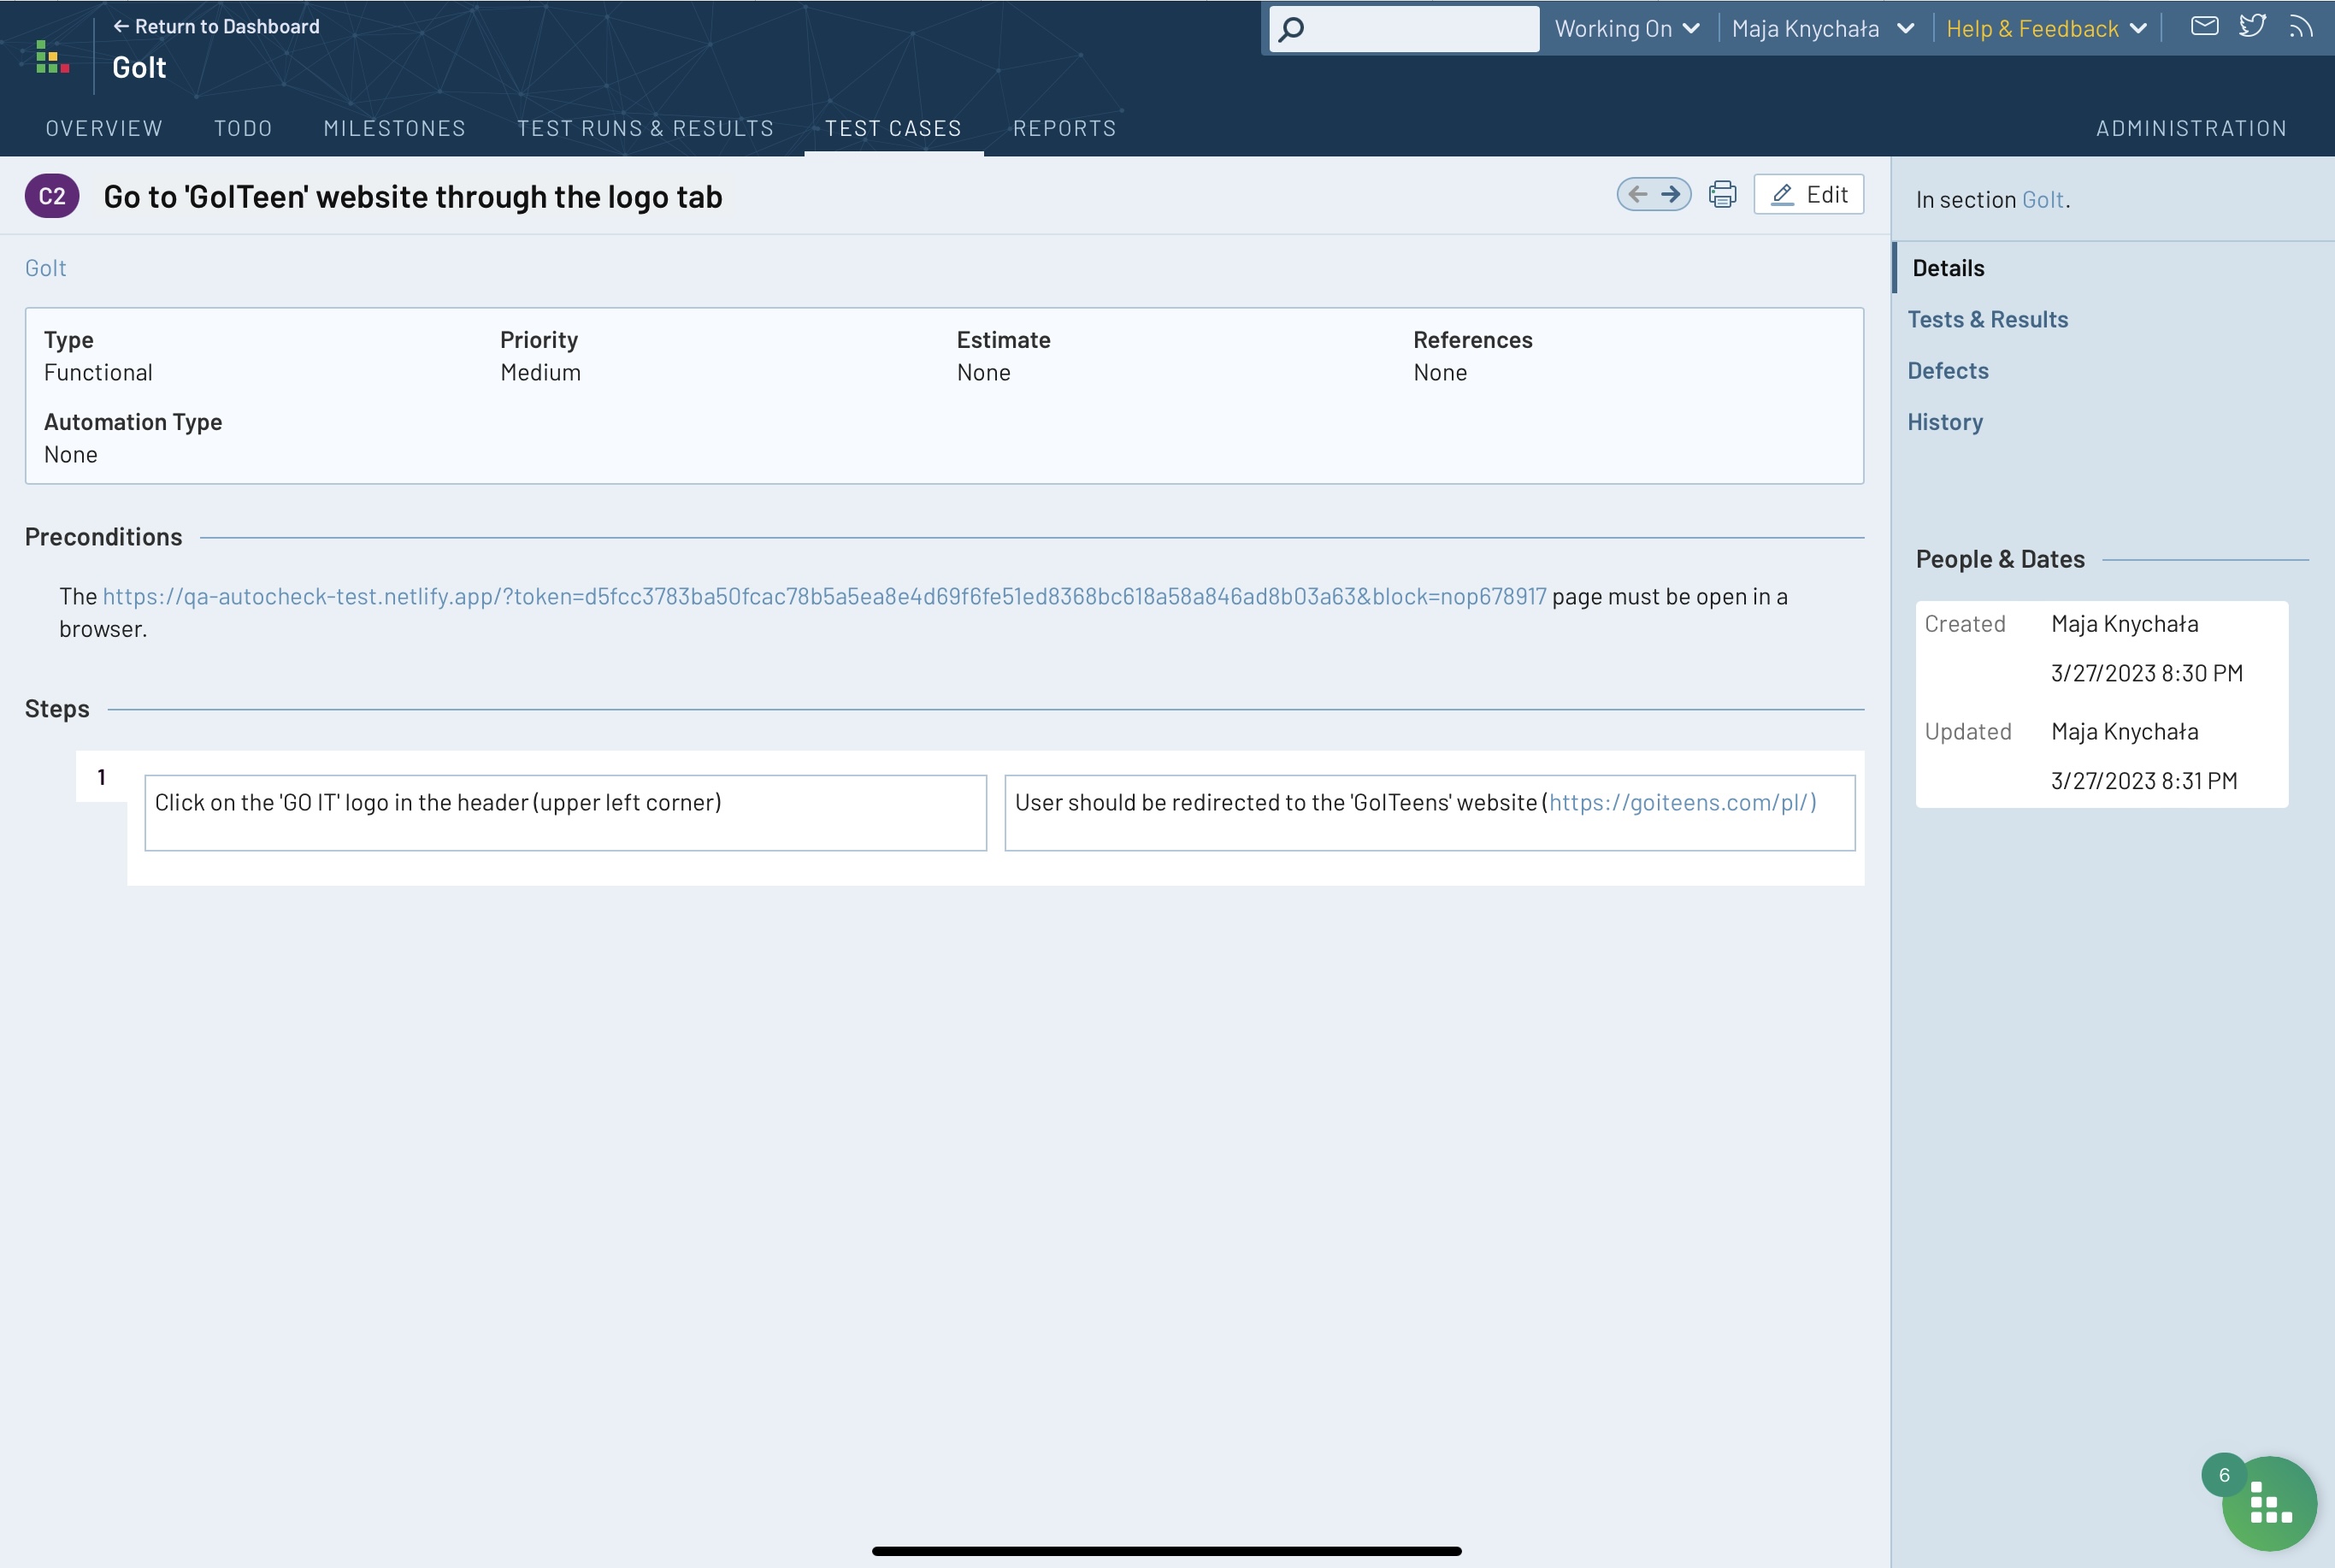 ← Return to Dashboard
GoIt
Working On
Maja Knychała
Help & Feedback
OVERVIEW
TODO
MILESTONES
TEST RUNS & RESULTS
TEST CASES
REPORTS
ADMINISTRATION
C2
Go to 'GoITeen' website through the logo tab
Edit
GoIt
Type
Functional
Priority
Medium
Estimate
None
References
None
Automation Type
None
Preconditions
The https://qa-autocheck-test.netlify.app/?token=d5fcc3783ba50fcac78b5a5ea8e4d69f6fe51ed8368bc618a58a846ad8b03a63&block=nop678917 page must be open in a
browser.
Steps
1
Click on the 'GO IT' logo in the header (upper left corner)
User should be redirected to the 'GoITeens' website (https://goiteens.com/pl/)
In section GoIt.
Details
Tests & Results
Defects
History
People & Dates
Created
Maja Knychała
3/27/2023 8:30 PM
Updated
Maja Knychała
3/27/2023 8:31 PM
6